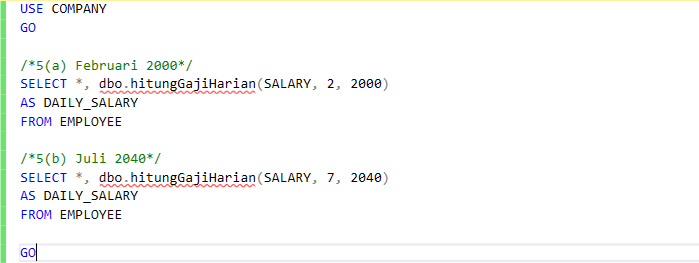 USE COMPANY
GO
/*5(a) Februari 2000*/
SELECT *, dbo.hitungGajiHarian(SALARY, 2, 2000)
AS DAILY_SALARY
FROM EMPLOYEE
/*5(b) Juli 2040*/
SELECT *, dbo.hitungGajiHarian(SALARY, 7, 2040)
AS DAILY_SALARY
FROM EMPLOYEE
GO